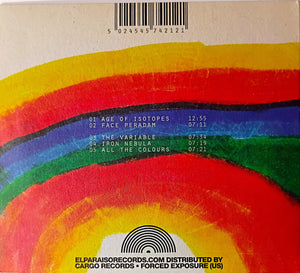 5 024545 742121
01 AGE OF ISOTOPES 12:55
02 FACE PERADAM 07:11
03 THE VARIABLE 07:34
04 IRON NEBULA 07:19
05 ALL THE COLOURS 07:21
ELPARAISORECORDS.COM DISTRIBUTED BY
CARGO RECORDS • FORCED EXPOSURE (US)